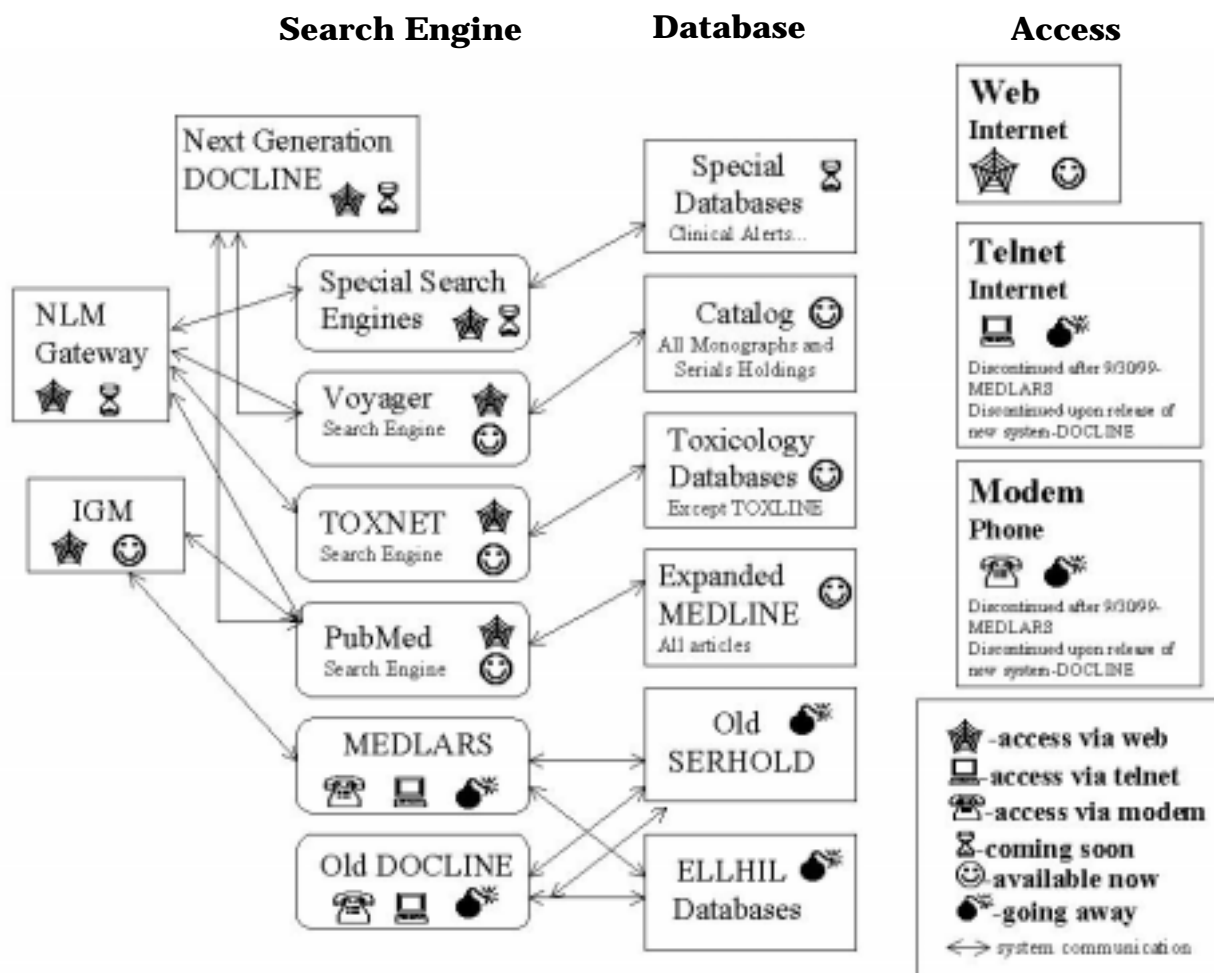 Search Engine
Database
Access
Next Generation
DOCLINE
NLM
Gateway
IGM
Special Search
Engines
Voyager
Search Engine
TOXNET
Search Engine
PubMed
Search Engine
MEDLARS
Old DOCLINE
Special
Databases
Clinical Alerts...
Catalog
All Monographs and
Serials Holdings
Toxicology
Databases
Except TOXLINE
Expanded
MEDLINE
All articles
Old
SERHOLD
ELLHIL
Databases
Web
Internet
Telnet
Internet
Discontinued after 9/30/99-
MEDLARS
Discontinued upon release of
new system-DOCLINE
Modem
Phone
Discontinued after 9/30/99-
MEDLARS
Discontinued upon release of
new system-DOCLINE
-access via web
-access via telnet
-access via modem
-coming soon
-available now
-going away
system communication